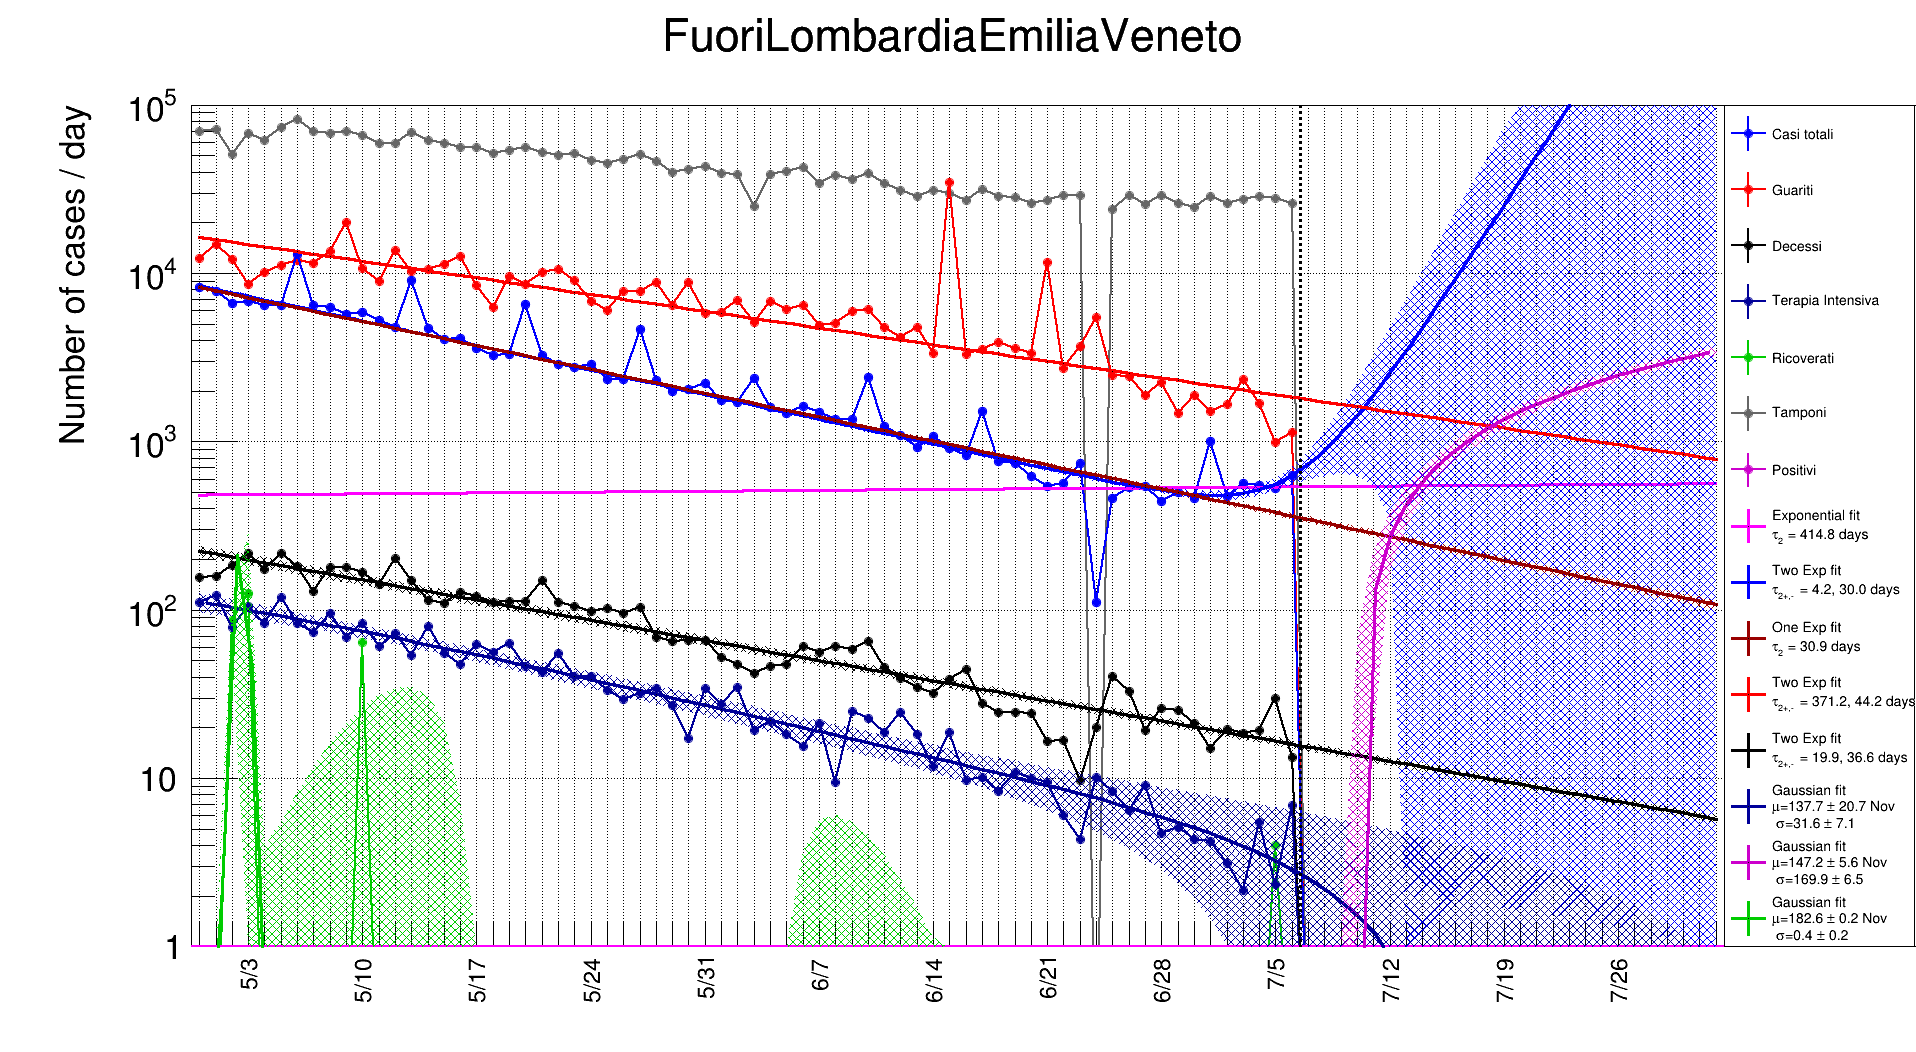 FuoriLombardiaEmiliaVeneto
Number of cases / day
10^5
10^4
10^3
10^2
10
1
5/3
5/10
5/17
5/24
5/31
6/7
6/14
6/21
6/28
7/5
7/12
7/19
7/26
Casi totali
Guariti
Decessi
Terapia Intensiva
Ricoverati
Tamponi
Positivi
Exponential fit
τ_2 = 414.8 days
Two Exp fit
τ_2+,- = 4.2, 30.0 days
One Exp fit
τ_2 = 30.9 days
Two Exp fit
τ_2+,- = 371.2, 44.2 days
Two Exp fit
τ_2+,- = 19.9, 36.6 days
Gaussian fit
μ=137.7 ± 20.7 Nov
σ=31.6 ± 7.1
Gaussian fit
μ=147.2 ± 5.6 Nov
σ=169.9 ± 6.5
Gaussian fit
μ=182.6 ± 0.2 Nov
σ=0.4 ± 0.2